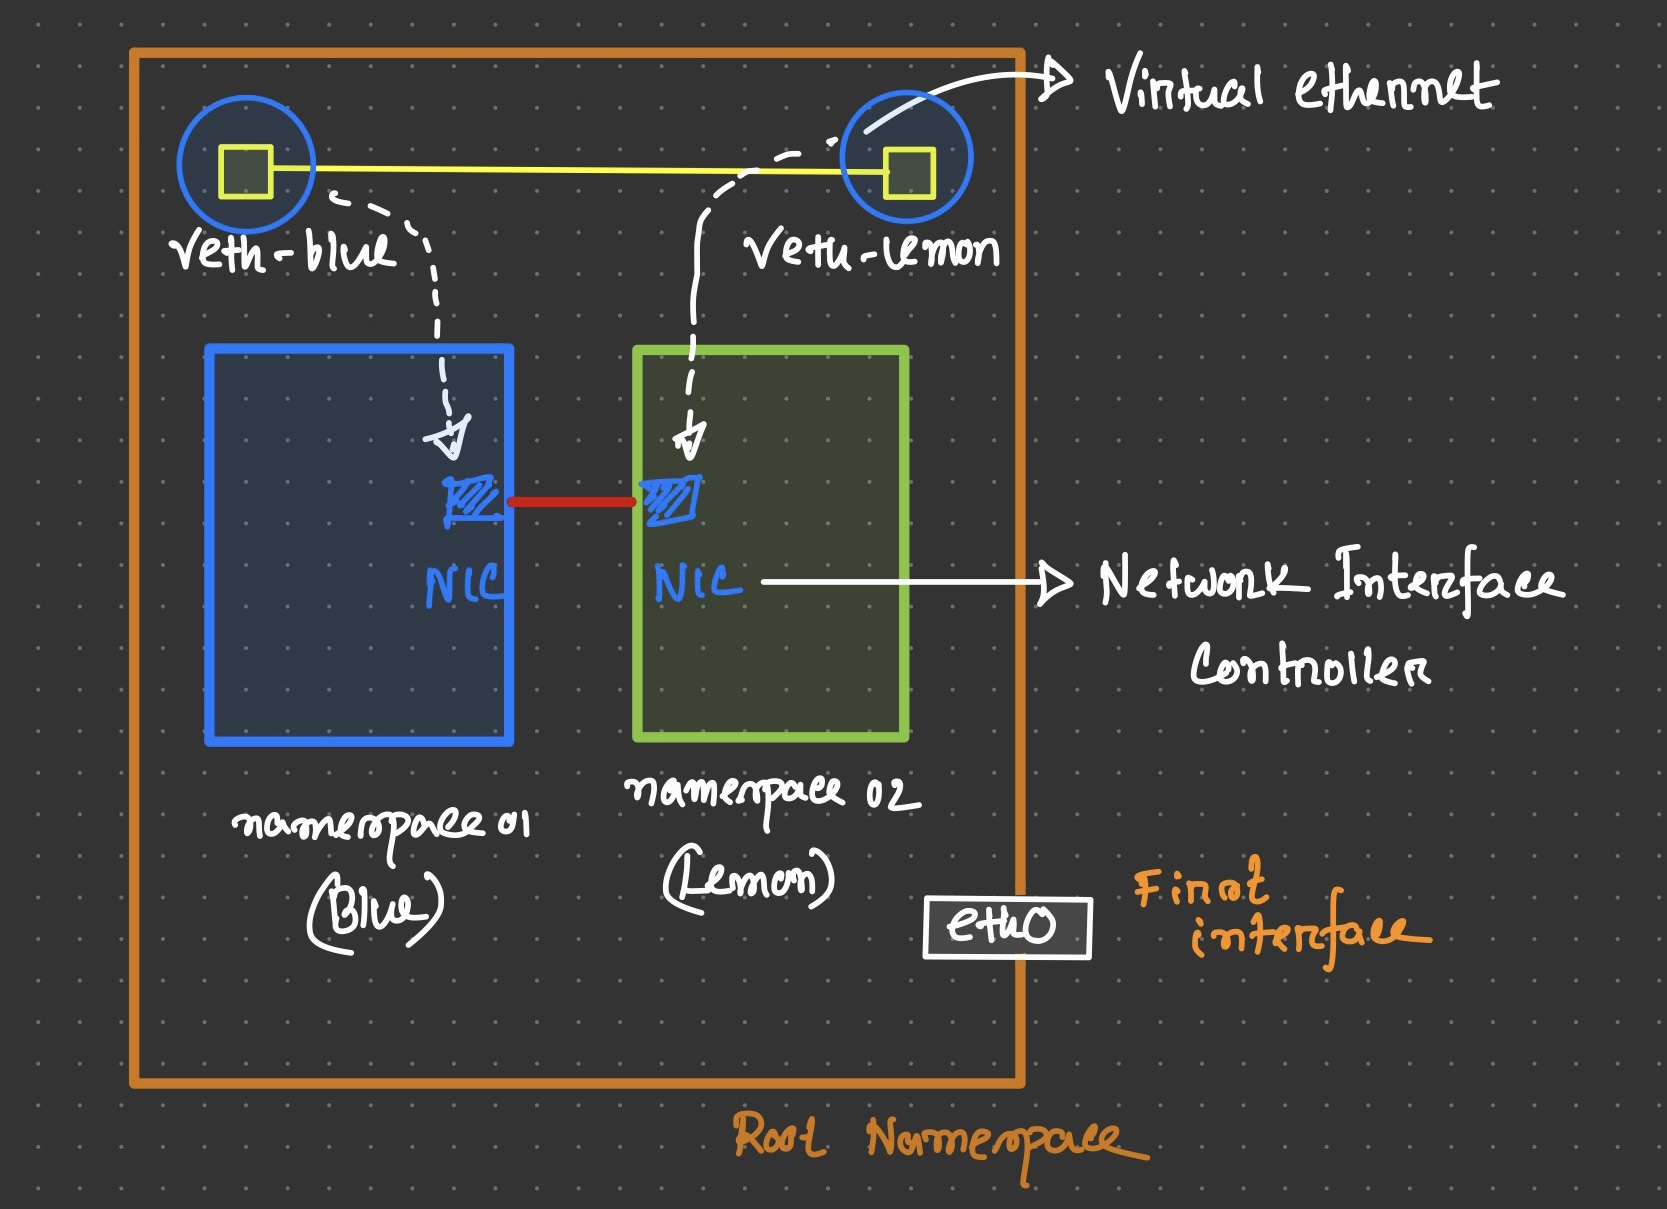 Virtual ethernet
veth-blue
veth-lemon
NIC
NIC
Network Interface
Controller
namespace 01
(Blue)
namespace 02
(Lemon)
eth0
First
interface
Root Namespace